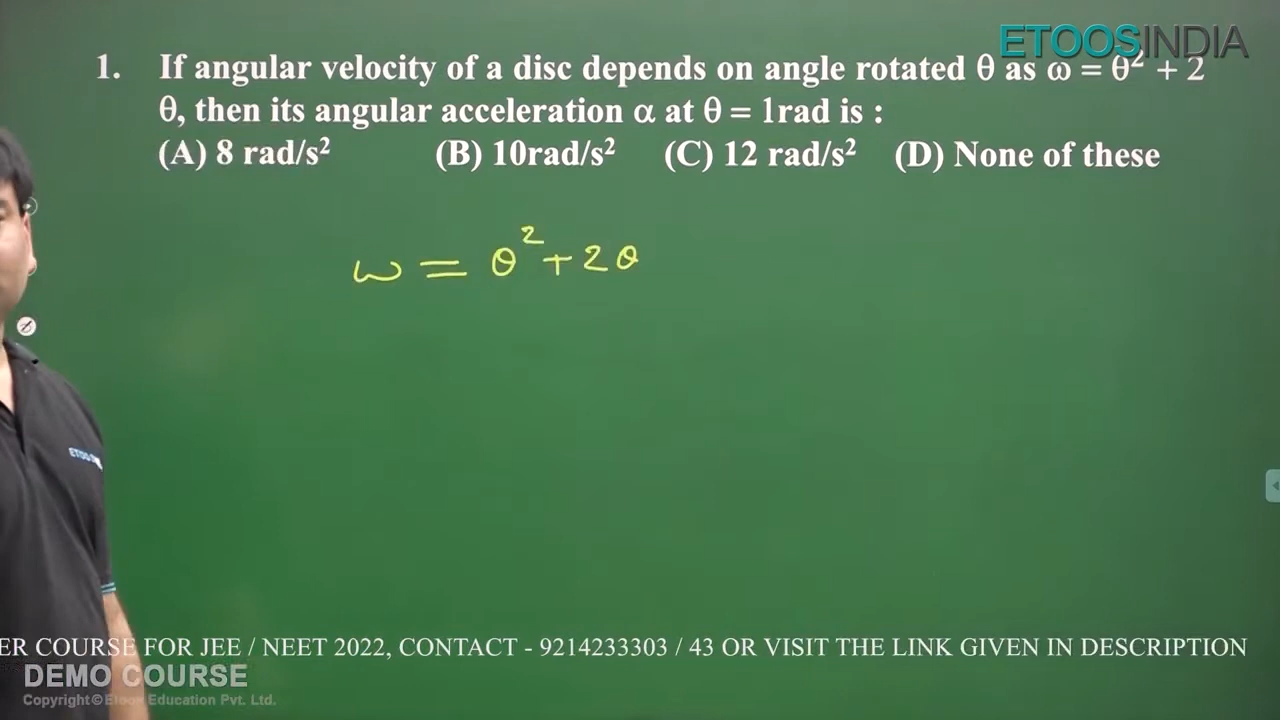 ETOOSINDIA
1. If angular velocity of a disc depends on angle rotated θ as ω = θ² + 2
θ, then its angular acceleration α at θ = 1rad is :
(A) 8 rad/s² (B) 10rad/s² (C) 12 rad/s² (D) None of these
ω = θ² + 2θ
ER COURSE FOR JEE / NEET 2022, CONTACT - 9214233303 / 43 OR VISIT THE LINK GIVEN IN DESCRIPTION
DEMO COURSE
Copyright © Etoos Education Pvt. Ltd.